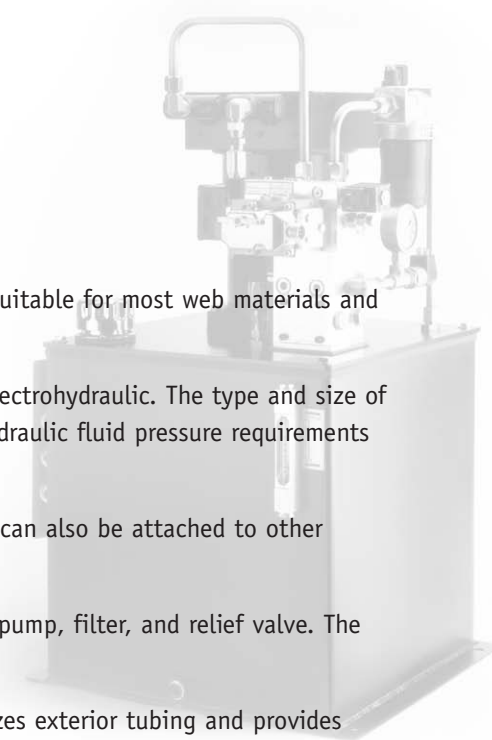 uitable for most web materials and
ectrohydraulic. The type and size of
draulic fluid pressure requirements
can also be attached to other
pump, filter, and relief valve. The
zes exterior tubing and provides